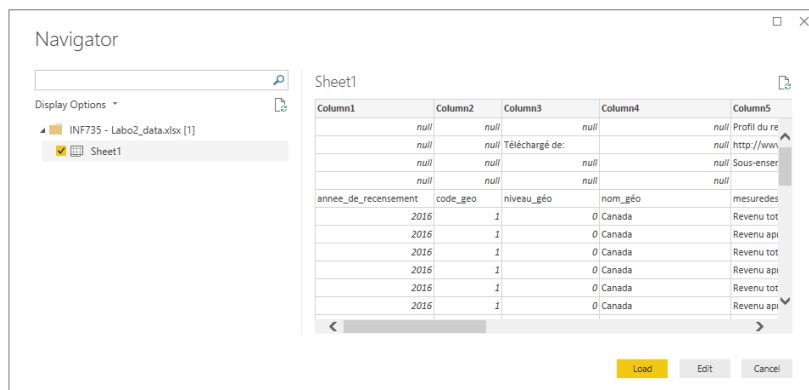 Navigator
Display Options
INF735 - Labo2_data.xlsx [1]
Sheet1
Sheet1
Column1 Column2 Column3 Column4 Column5
null null null null Profil du re
null null Téléchargé de: null http://www
null null null null Sous-enser
null null null null
annee_de_recensement code_geo niveau_géo nom_géo mesuredes
2016 1 0 Canada Revenu tot
2016 1 0 Canada Revenu apr
2016 1 0 Canada Revenu tot
2016 1 0 Canada Revenu apr
2016 1 0 Canada Revenu tot
2016 1 0 Canada Revenu apr
Load Edit Cancel